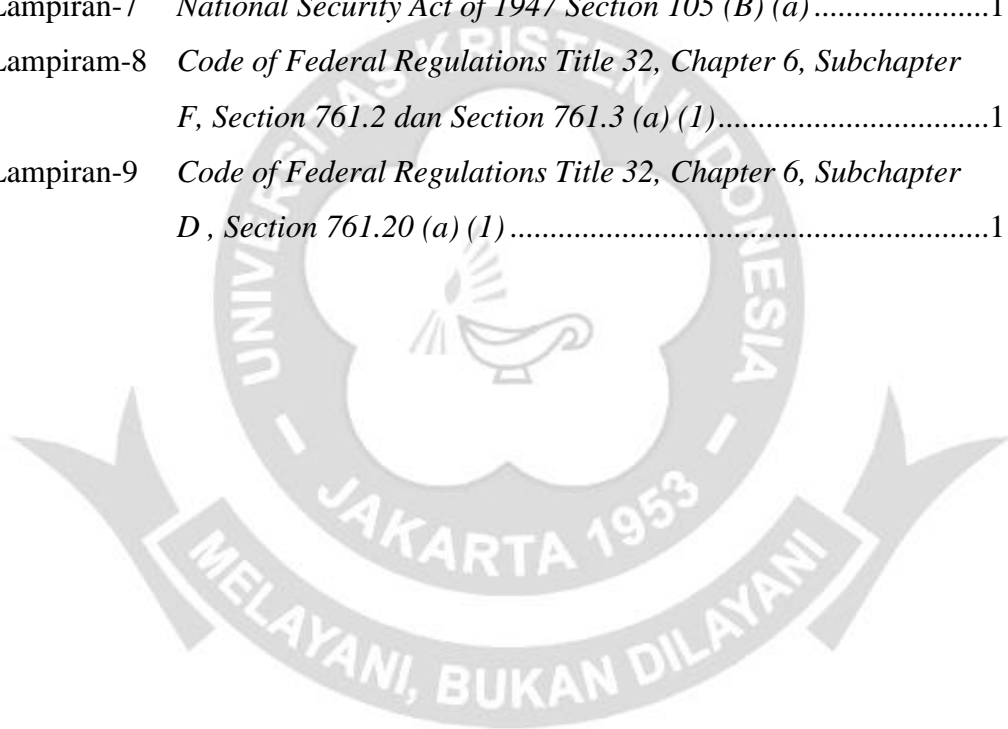 Lampiran-7 National Security Act of 1947 Section 105 (B) (a).......................1
Lampiram-8 Code of Federal Regulations Title 32, Chapter 6, Subchapter
F, Section 761.2 dan Section 761.3 (a) (1).....................................1
Lampiran-9 Code of Federal Regulations Title 32, Chapter 6, Subchapter
D , Section 761.20 (a) (1)................................................................1
UNIVERSITAS KRISTEN INDONESIA
- JAKARTA 1953 -
MELAYANI, BUKAN DILAYANI